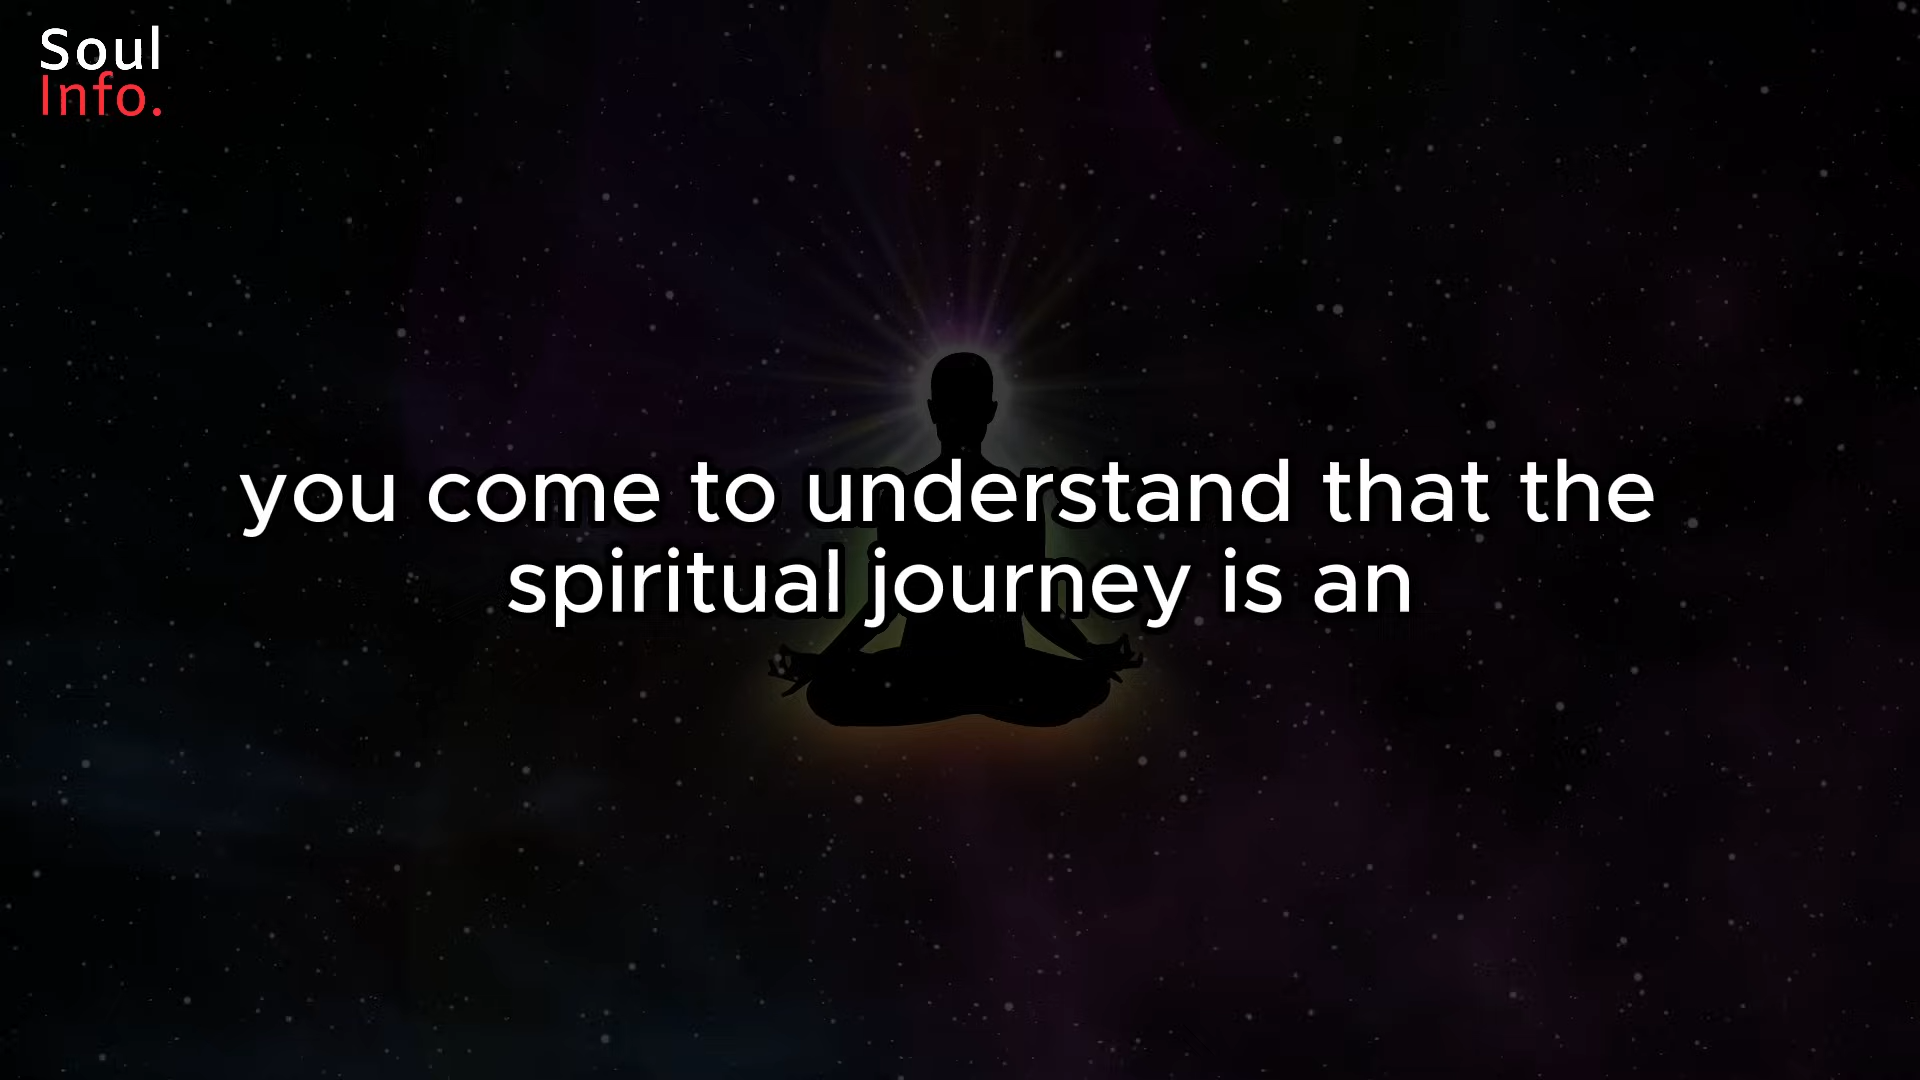 Soul
Info.
you come to understand that the
spiritual journey is an